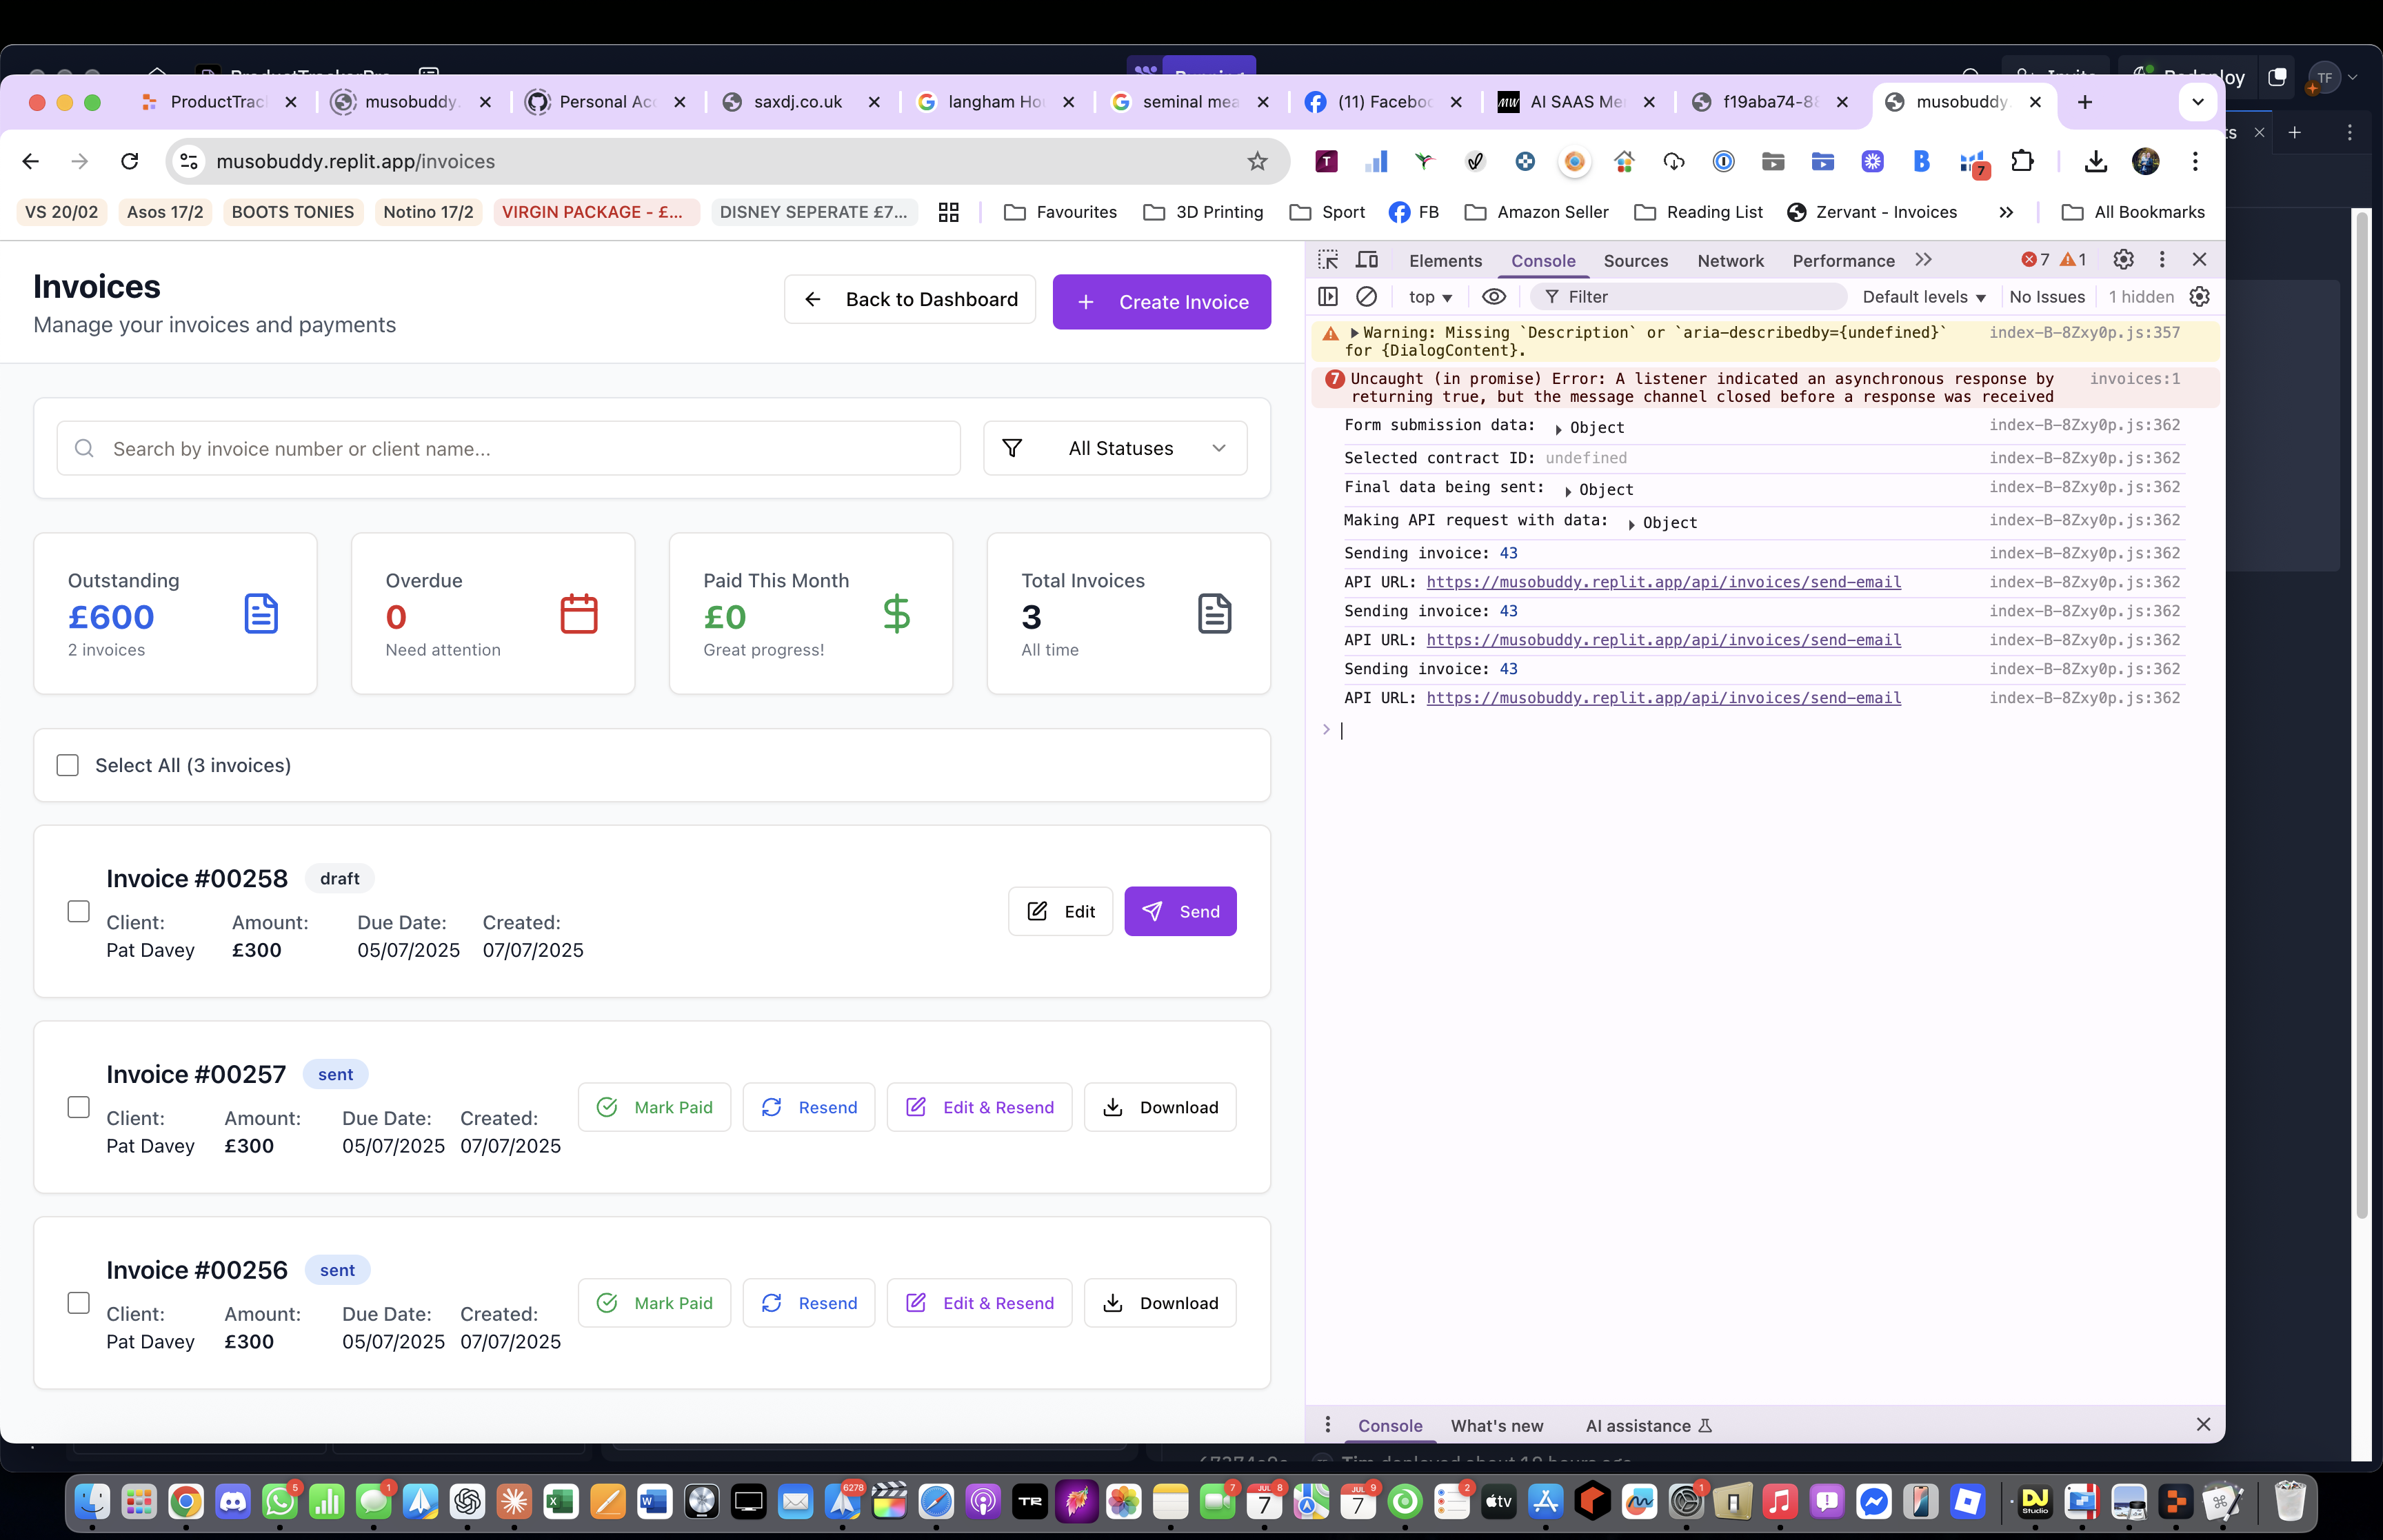 ProductTrac
musobuddy.
Personal Acc
saxdj.co.uk
langham Ho
seminal mea
(11) Faceboo
AI SAAS Me
f19aba74-88
musobuddy.
musobuddy.replit.app/invoices
7
VS 20/02
Asos 17/2
BOOTS TONIES
Notino 17/2
VIRGIN PACKAGE - £...
DISNEY SEPERATE £7...
Favourites
3D Printing
Sport
FB
Amazon Seller
Reading List
Zervant - Invoices
All Bookmarks
TF
Invoices
Manage your invoices and payments
Back to Dashboard
Create Invoice
Search by invoice number or client name...
All Statuses
Outstanding
£600
2 invoices
Overdue
0
Need attention
Paid This Month
£0
Great progress!
Total Invoices
3
All time
Select All (3 invoices)
Invoice #00258 draft
Client: Amount: Due Date: Created:
Pat Davey £300 05/07/2025 07/07/2025
Edit
Send
Invoice #00257 sent
Client: Amount: Due Date: Created:
Pat Davey £300 05/07/2025 07/07/2025
Mark Paid
Resend
Edit & Resend
Download
Invoice #00256 sent
Client: Amount: Due Date: Created:
Pat Davey £300 05/07/2025 07/07/2025
Mark Paid
Resend
Edit & Resend
Download
Elements Console Sources Network Performance 7 1
top Filter Default levels No Issues 1 hidden
Warning: Missing `Description` or `aria-describedby={undefined}` index-B-8Zxy0p.js:357
for {DialogContent}.
7 Uncaught (in promise) Error: A listener indicated an asynchronous response by invoices:1
returning true, but the message channel closed before a response was received
Form submission data: Object index-B-8Zxy0p.js:362
Selected contract ID: undefined index-B-8Zxy0p.js:362
Final data being sent: Object index-B-8Zxy0p.js:362
Making API request with data: Object index-B-8Zxy0p.js:362
Sending invoice: 43 index-B-8Zxy0p.js:362
API URL: https://musobuddy.replit.app/api/invoices/send-email index-B-8Zxy0p.js:362
Sending invoice: 43 index-B-8Zxy0p.js:362
API URL: https://musobuddy.replit.app/api/invoices/send-email index-B-8Zxy0p.js:362
Sending invoice: 43 index-B-8Zxy0p.js:362
API URL: https://musobuddy.replit.app/api/invoices/send-email index-B-8Zxy0p.js:362
Console What's new AI assistance